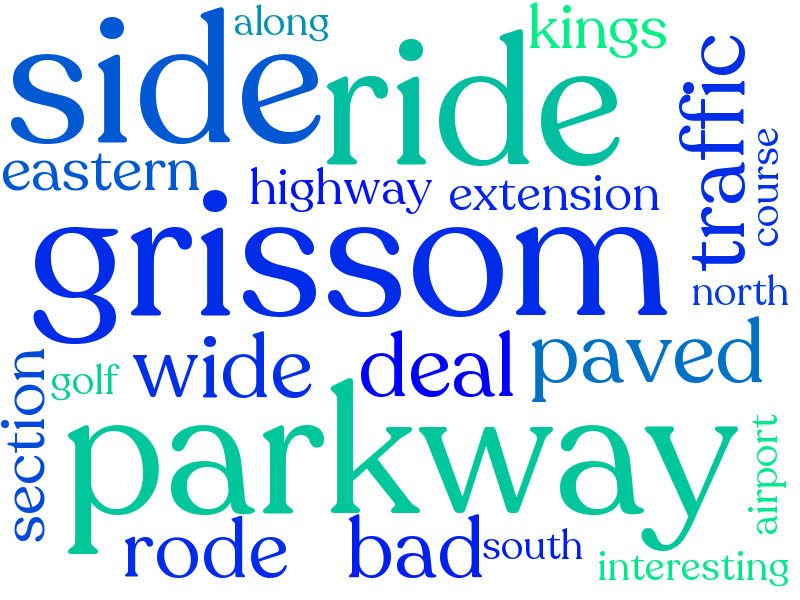 along
kings
side
ride
traffic
course
eastern
highway
extension
grissom
north
section
golf
wide
deal
paved
parkway
airport
rode
bad
south
interesting